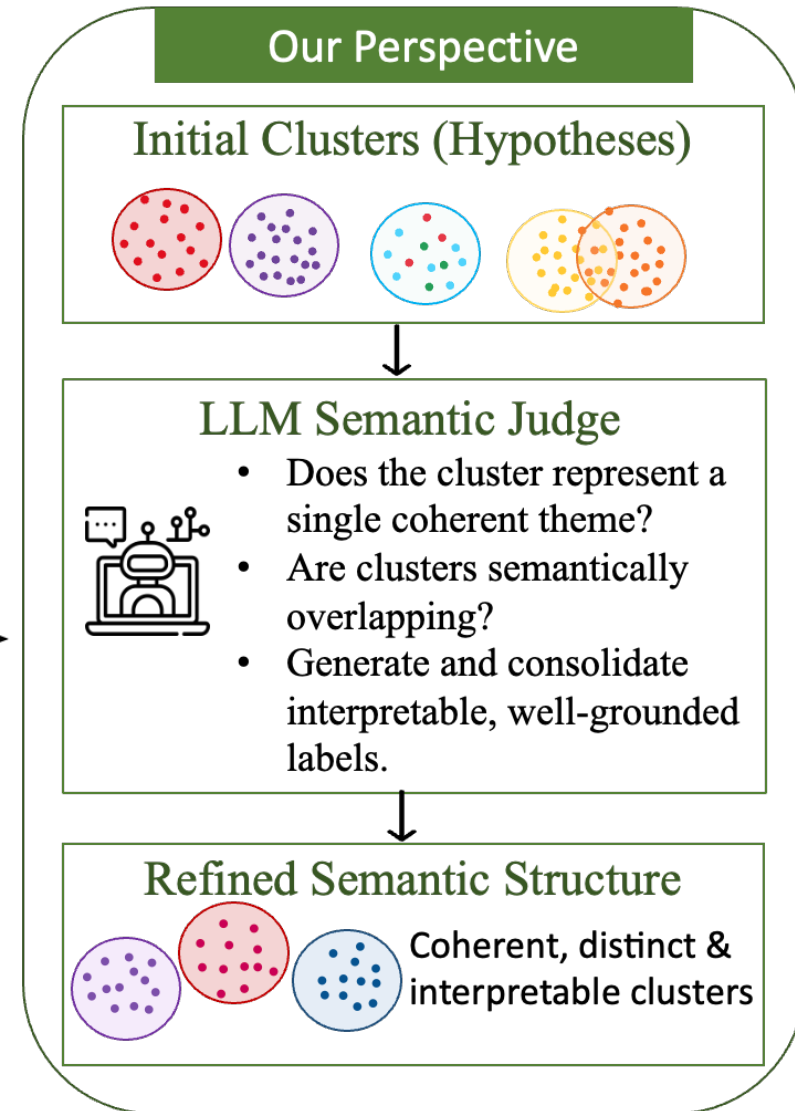 Our Perspective
Initial Clusters (Hypotheses)
LLM Semantic Judge
• Does the cluster represent a
single coherent theme?
• Are clusters semantically
overlapping?
• Generate and consolidate
interpretable, well-grounded
labels.
Refined Semantic Structure
Coherent, distinct &
interpretable clusters